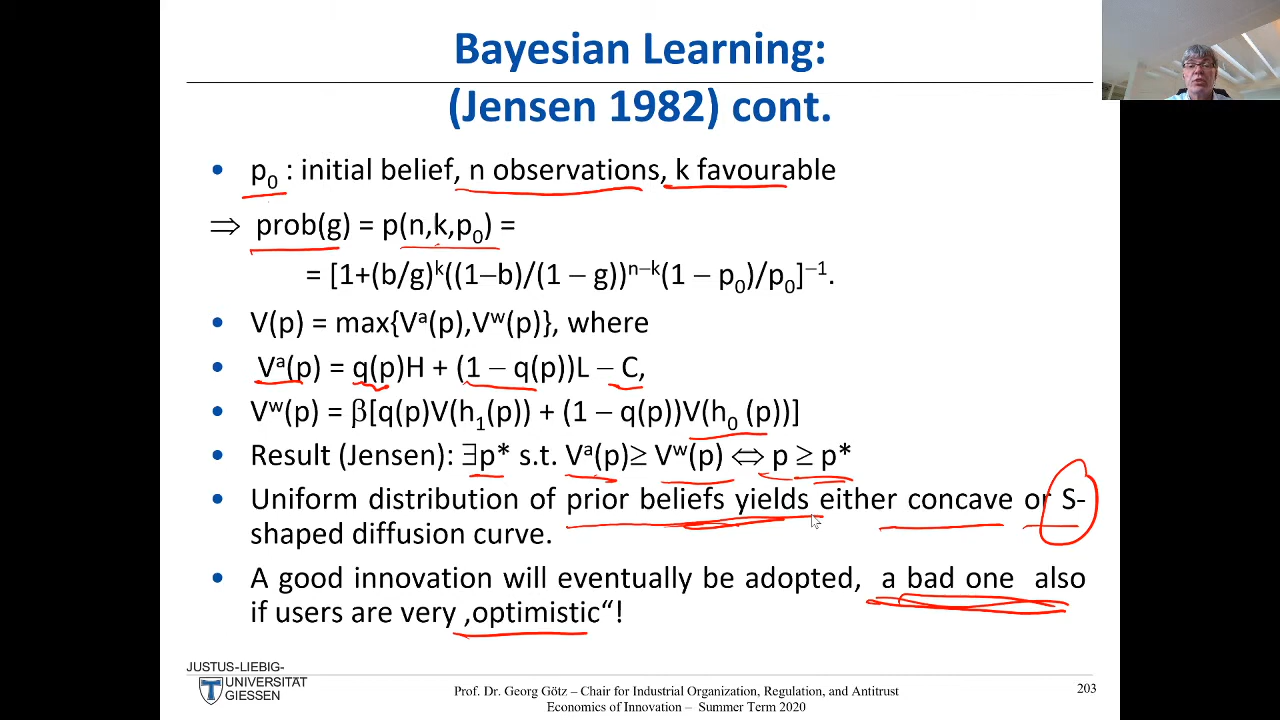 Bayesian Learning:
(Jensen 1982) cont.
• p₀ : initial belief, n observations, k favourable
⇒ prob(g) = p(n,k,p₀) =
= [1+(b/g)ᵏ((1−b)/(1 − g))ⁿ⁻ᵏ(1 − p₀)/p₀]⁻¹.
• V(p) = max{Vᵃ(p),Vʷ(p)}, where
• Vᵃ(p) = q(p)H + (1 − q(p))L − C,
• Vʷ(p) = β[q(p)V(h₁(p)) + (1 − q(p))V(h₀ (p))]
• Result (Jensen): ∃p* s.t. Vᵃ(p)≥ Vʷ(p) ⇔ p ≥ p*
• Uniform distribution of prior beliefs yields either concave or S-
shaped diffusion curve.
• A good innovation will eventually be adopted, a bad one also
if users are very ‚optimistic“!
JUSTUS-LIEBIG-
UNIVERSITÄT
GIESSEN
Prof. Dr. Georg Götz – Chair for Industrial Organization, Regulation, and Antitrust
Economics of Innovation – Summer Term 2020
203